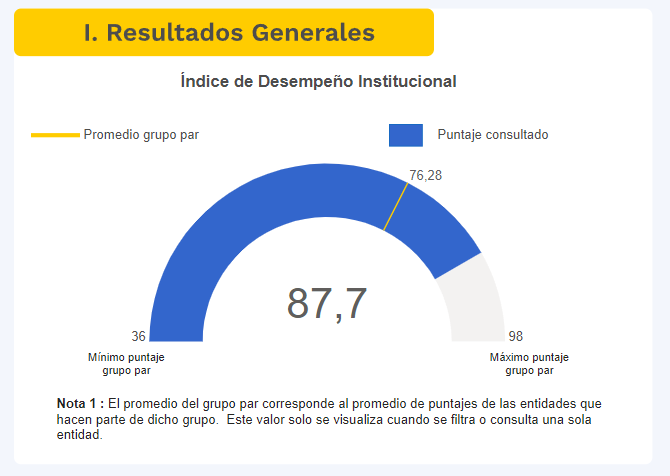 I. Resultados Generales
Índice de Desempeño Institucional
Promedio grupo par
Puntaje consultado
76,28
87,7
36
98
Mínimo puntaje
grupo par
Máximo puntaje
grupo par
Nota 1 : El promedio del grupo par corresponde al promedio de puntajes de las entidades que
hacen parte de dicho grupo. Este valor solo se visualiza cuando se filtra o consulta una sola
entidad.